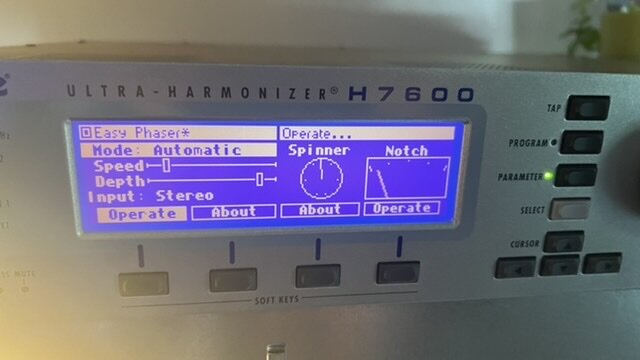 ULTRA-HARMONIZER® H7600
Easy Phaser* Operate...
Mode: Automatic Spinner Notch
Speed
Depth
Input: Stereo
Operate About About Operate
SOFT KEYS
TAP
PROGRAM
PARAMETER
SELECT
CURSOR
MUTE